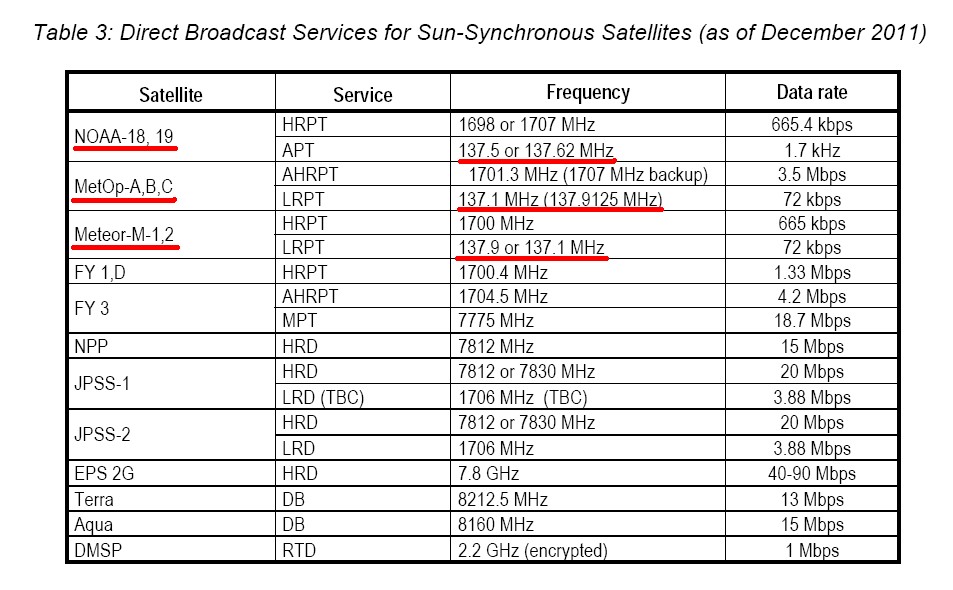 Table 3: Direct Broadcast Services for Sun-Synchronous Satellites (as of December 2011)
Satellite Service Frequency Data rate
NOAA-18, 19 HRPT 1698 or 1707 MHz 665.4 kbps
APT 137.5 or 137.62 MHz 1.7 kHz
MetOp-A,B,C AHRPT 1701.3 MHz (1707 MHz backup) 3.5 Mbps
LRPT 137.1 MHz (137.9125 MHz) 72 kbps
Meteor-M-1,2 HRPT 1700 MHz 665 kbps
LRPT 137.9 or 137.1 MHz 72 kbps
FY 1,D HRPT 1700.4 MHz 1.33 Mbps
FY 3 AHRPT 1704.5 MHz 4.2 Mbps
MPT 7775 MHz 18.7 Mbps
NPP HRD 7812 MHz 15 Mbps
JPSS-1 HRD 7812 or 7830 MHz 20 Mbps
LRD (TBC) 1706 MHz (TBC) 3.88 Mbps
JPSS-2 HRD 7812 or 7830 MHz 20 Mbps
LRD 1706 MHz 3.88 Mbps
EPS 2G HRD 7.8 GHz 40-90 Mbps
Terra DB 8212.5 MHz 13 Mbps
Aqua DB 8160 MHz 15 Mbps
DMSP RTD 2.2 GHz (encrypted) 1 Mbps